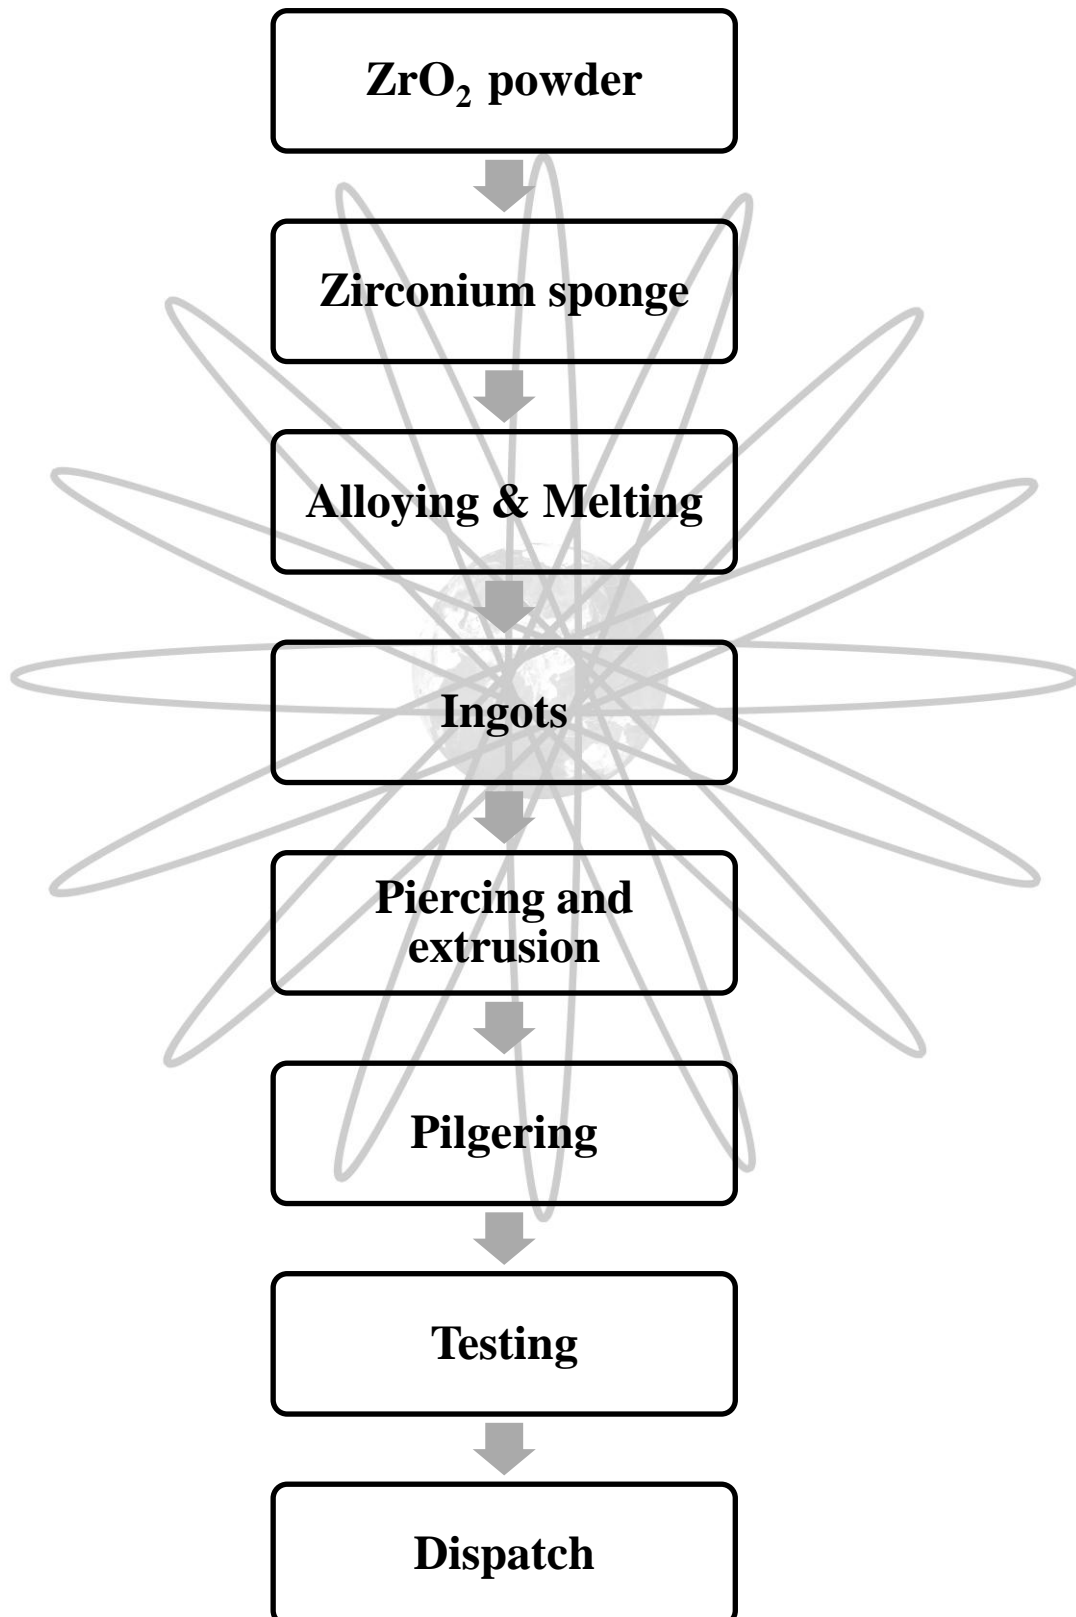 ZrO₂ powder
Zirconium sponge
Alloying & Melting
Ingots
Piercing and
extrusion
Pilgering
Testing
Dispatch